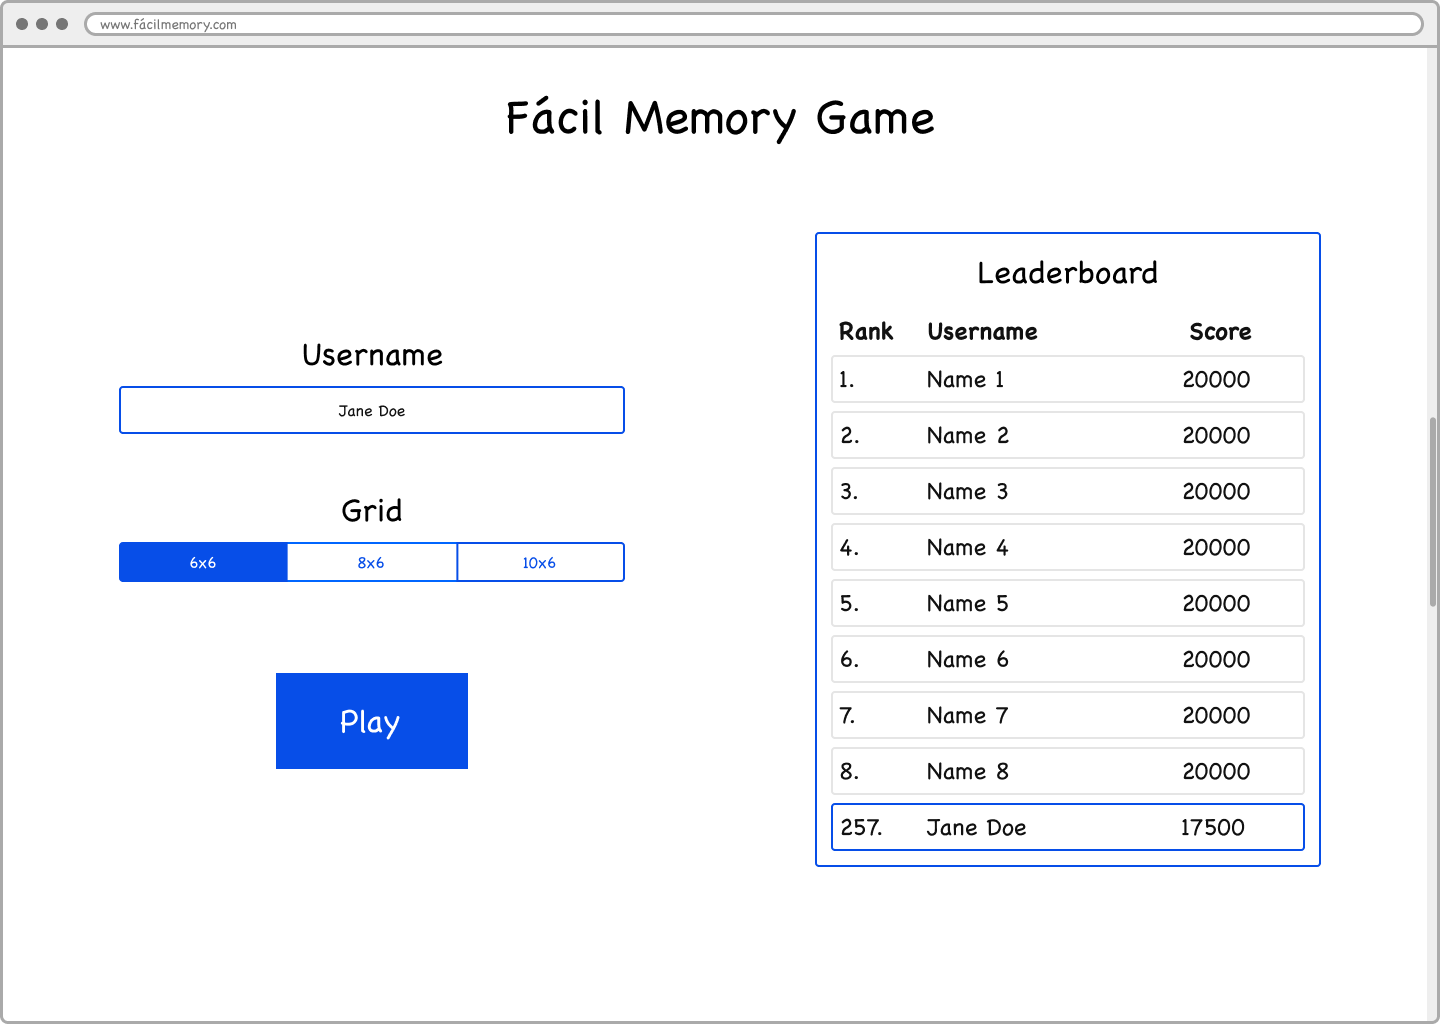 www.fácilmemory.com
Fácil Memory Game
Username
Jane Doe
Grid
6x6 8x6 10x6
Play
Leaderboard
Rank Username Score
1. Name 1 20000
2. Name 2 20000
3. Name 3 20000
4. Name 4 20000
5. Name 5 20000
6. Name 6 20000
7. Name 7 20000
8. Name 8 20000
257. Jane Doe 17500